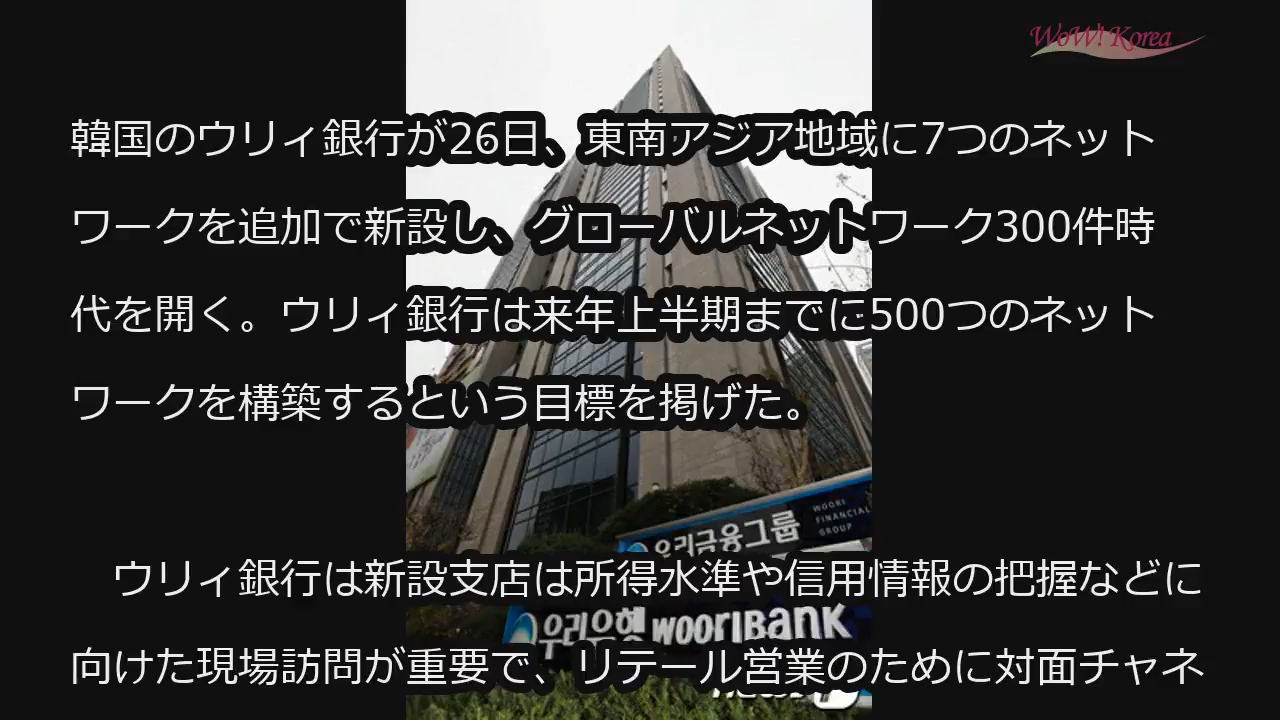 WoW! Korea
韓国のウリィ銀行が26日、東南アジア地域に7つのネット
ワークを追加で新設し、グローバルネットワーク300件時
代を開く。ウリィ銀行は来年上半期までに500つのネット
ワークを構築するという目標を掲げた。
우리금융그룹
WOORI
FINANCIAL
GROUP
ウリィ銀行は新設支店は所得水準や信用情報の把握などに
우리은행 WOORIBANK
向けた現場訪問が重要で、リテール営業のために対面チャネ